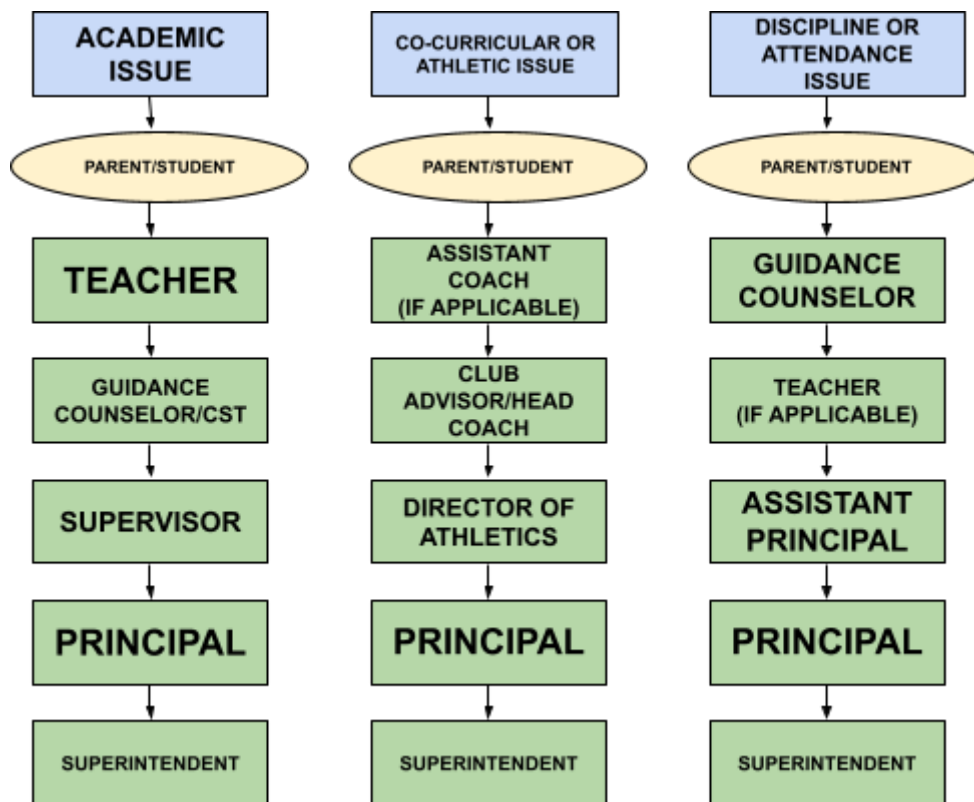 ACADEMIC
ISSUE
PARENT/STUDENT
TEACHER
GUIDANCE
COUNSELOR/CST
SUPERVISOR
PRINCIPAL
SUPERINTENDENT
CO-CURRICULAR OR
ATHLETIC ISSUE
PARENT/STUDENT
ASSISTANT
COACH
(IF APPLICABLE)
CLUB
ADVISOR/HEAD
COACH
DIRECTOR OF
ATHLETICS
PRINCIPAL
SUPERINTENDENT
DISCIPLINE OR
ATTENDANCE
ISSUE
PARENT/STUDENT
GUIDANCE
COUNSELOR
TEACHER
(IF APPLICABLE)
ASSISTANT
PRINCIPAL
PRINCIPAL
SUPERINTENDENT